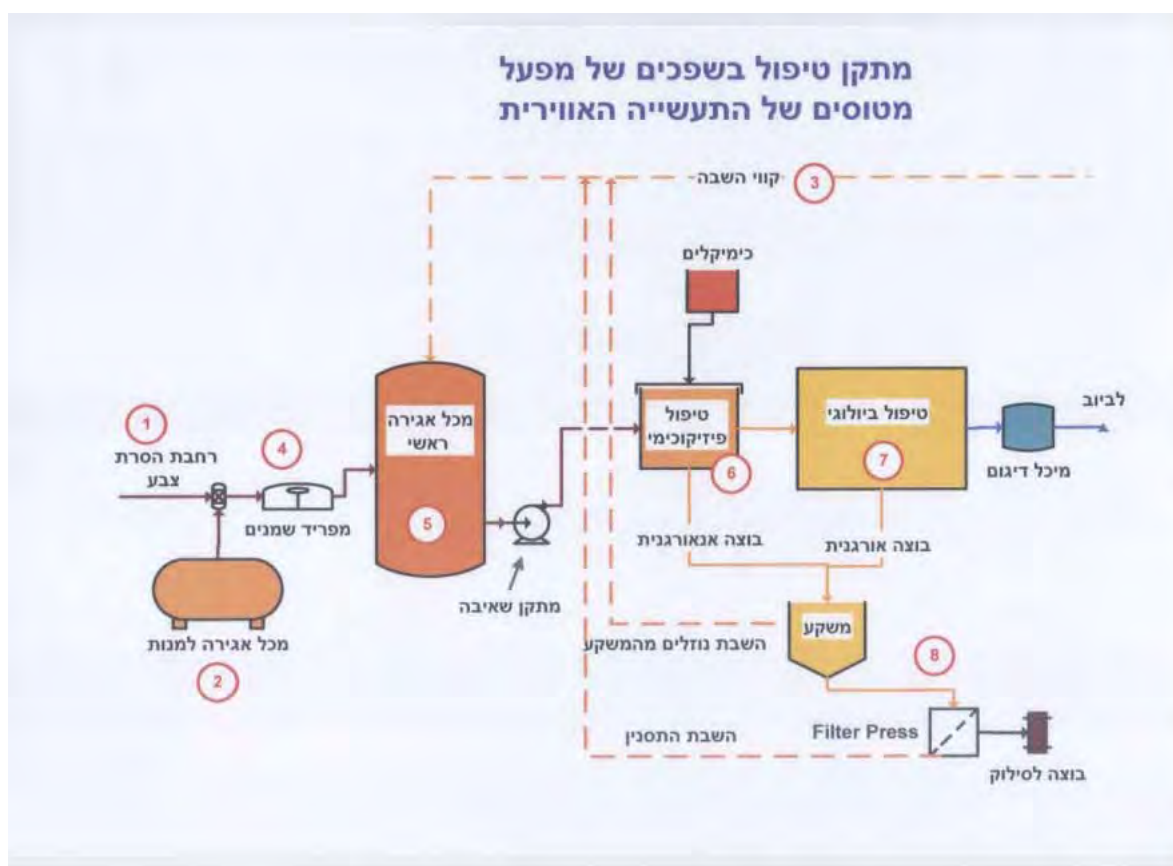 מתקן טיפול בשפכים של מפעל
מטוסים של התעשייה האווירית
קווי השבה
3
כימיקלים
1
רחבת הסרת
צבע
4
מפריד שמנים
מכל אגירה
ראשי
5
טיפול
פיזיקוכימי
6
טיפול ביולוגי
7
מיכל דיגום
לביוב
מתקן שאיבה
בוצה אנאורגנית
בוצה אורגנית
מכל אגירה למנות
2
השבת נוזלים מהמשקע
משקע
8
השבת התסנין
Filter Press
בוצה לסילוק